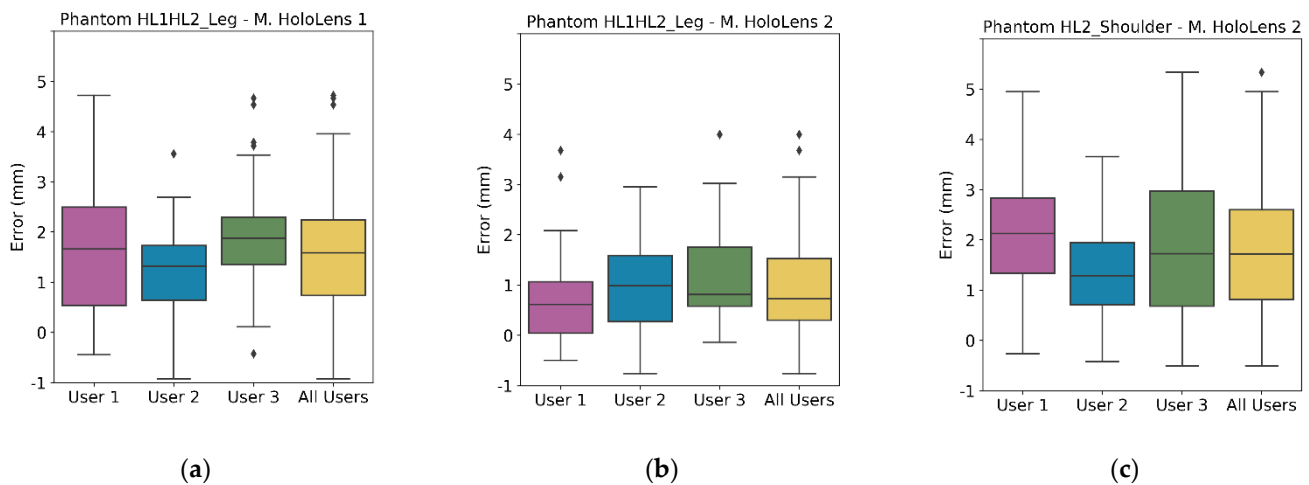 Phantom HL1HL2_Leg - M. HoloLens 1
Error (mm)
5
4
3
2
1
0
-1
User 1 User 2 User 3 All Users
(a)
Phantom HL1HL2_Leg - M. HoloLens 2
Error (mm)
5
4
3
2
1
0
-1
User 1 User 2 User 3 All Users
(b)
Phantom HL2_Shoulder - M. HoloLens 2
Error (mm)
5
4
3
2
1
0
-1
User 1 User 2 User 3 All Users
(c)